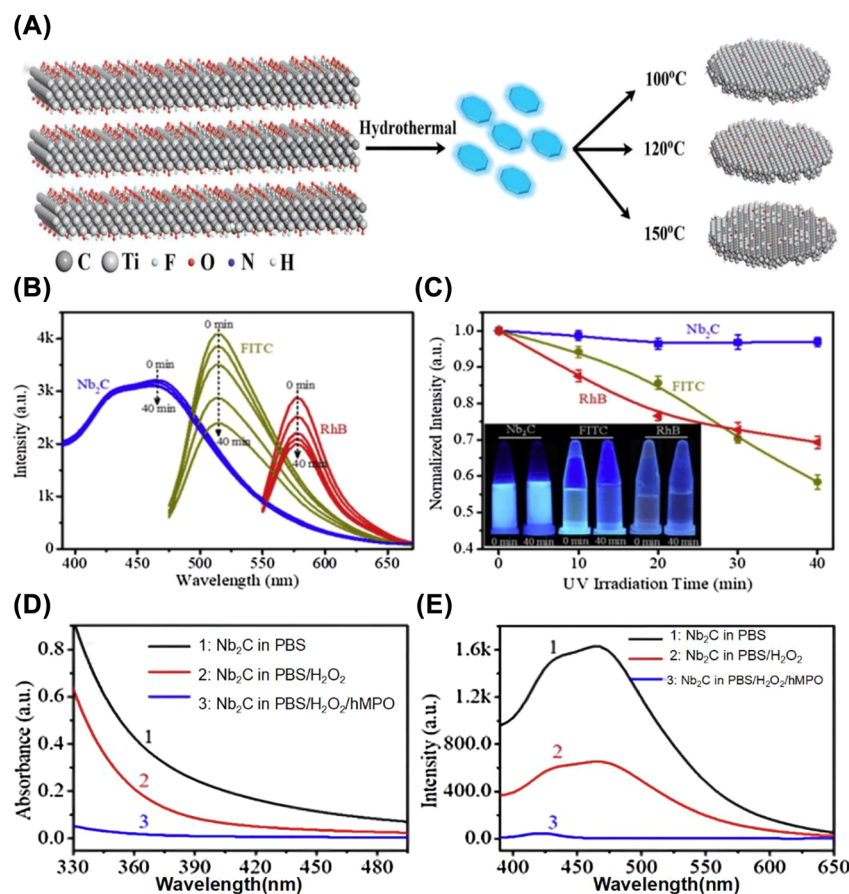 (A)
100⁰C
Hydrothermal
120⁰C
150⁰C
C Ti F O N H
(B)
4k
3k
2k
1k
0
Intensity (a.u.)
390 415 450 515 550 575 600 650
Wavelength (nm)
Nb₂C
0 min
40 min
0 min
FITC
40 min
0 min
RhB
40 min
(C)
1.0
0.9
0.8
0.7
0.6
0.5
0.4
Normalized Intensity (a.u.)
Nb₂C
FITC
RhB
Nb₂C FITC RhB
0 min 40 min 0 min 40 min 0 min 40 min
0 10 20 30 40
UV Irradiation Time (min)
(D)
0.8
0.6
0.4
0.2
0.0
Absorbance (a.u.)
1: Nb₂C in PBS
2: Nb₂C in PBS/H₂O₂
3: Nb₂C in PBS/H₂O₂/hMPO
1
2
3
330 360 390 420 450 480
Wavelength(nm)
(E)
1.6k
1.2k
800.0
400.0
0.0
Intensity (a.u.)
1: Nb₂C in PBS
2: Nb₂C in PBS/H₂O₂
3: Nb₂C in PBS/H₂O₂/hMPO
1
2
3
400 450 500 550 600 650
Wavelength(nm)